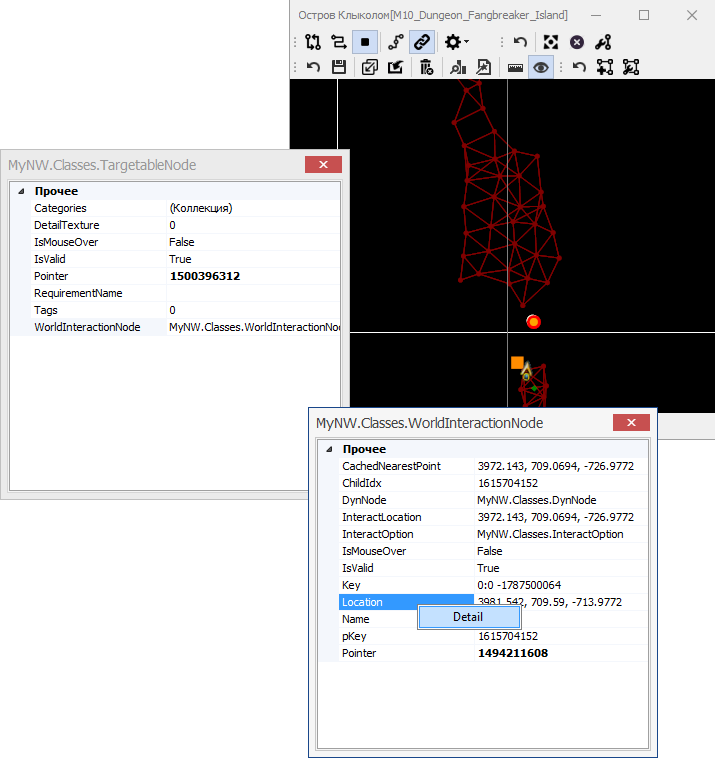 Остров Клыколом[M10_Dungeon_Fangbreaker_Island]
MyNW.Classes.TargetableNode
Прочее
Categories (Коллекция)
DetailTexture 0
IsMouseOver False
IsValid True
Pointer 1500396312
RequirementName
Tags 0
WorldInteractionNode MyNW.Classes.WorldInteractionNo
MyNW.Classes.WorldInteractionNode
Прочее
CachedNearestPoint 3972.143, 709.0694, -726.9772
ChildIdx 1615704152
DynNode MyNW.Classes.DynNode
InteractLocation 3972.143, 709.0694, -726.9772
InteractOption MyNW.Classes.InteractOption
IsMouseOver False
IsValid True
Key 0:0 -1787500064
Location 3981.542, 709.59, -713.9772
Name
Detail
pKey 1615704152
Pointer 1494211608